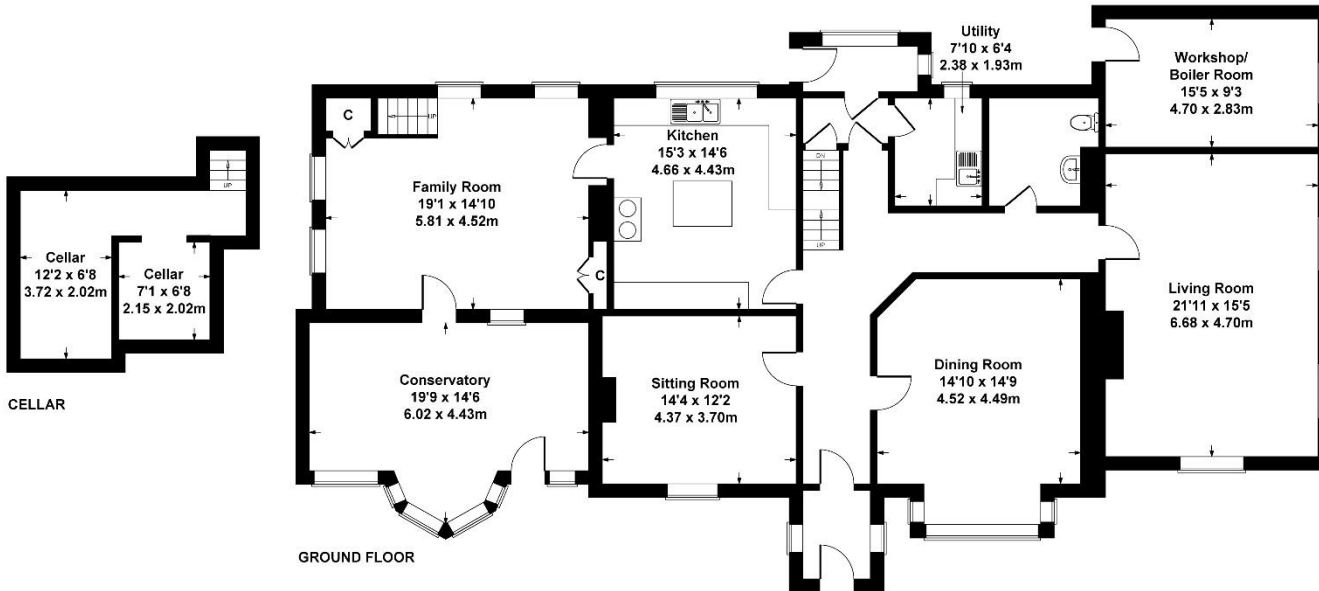 Utility
7'10 x 6'4
2.38 x 1.93m
Workshop/
Boiler Room
15'5 x 9'3
4.70 x 2.83m
C
UP
Kitchen
15'3 x 14'6
4.66 x 4.43m
DN
UP
Family Room
19'1 x 14'10
5.81 x 4.52m
C
UP
Cellar
12'2 x 6'8
3.72 x 2.02m
Cellar
7'1 x 6'8
2.15 x 2.02m
CELLAR
Living Room
21'11 x 15'5
6.68 x 4.70m
Conservatory
19'9 x 14'6
6.02 x 4.43m
Sitting Room
14'4 x 12'2
4.37 x 3.70m
Dining Room
14'10 x 14'9
4.52 x 4.49m
GROUND FLOOR